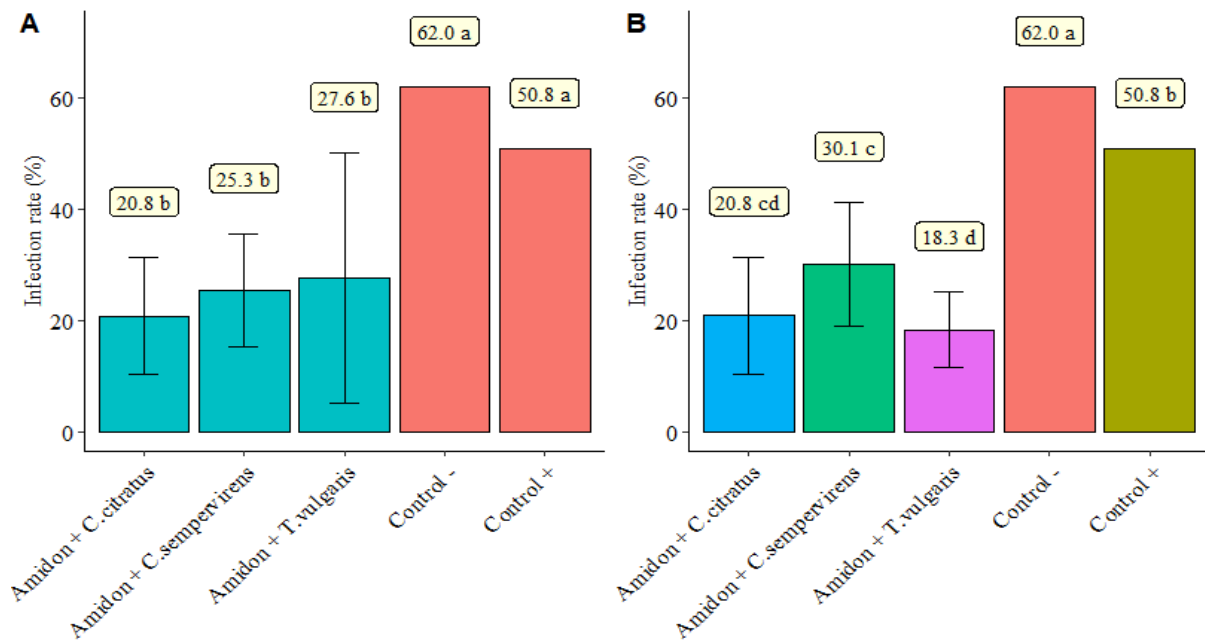 A
Infection rate (%)
60
40
20
0
20.8 b
25.3 b
27.6 b
62.0 a
50.8 a
Amidon + C.citratus
Amidon + C.sempervirens
Amidon + T.vulgaris
Control -
Control +
B
Infection rate (%)
60
40
20
0
20.8 cd
30.1 c
18.3 d
62.0 a
50.8 b
Amidon + C.citratus
Amidon + C.sempervirens
Amidon + T.vulgaris
Control -
Control +